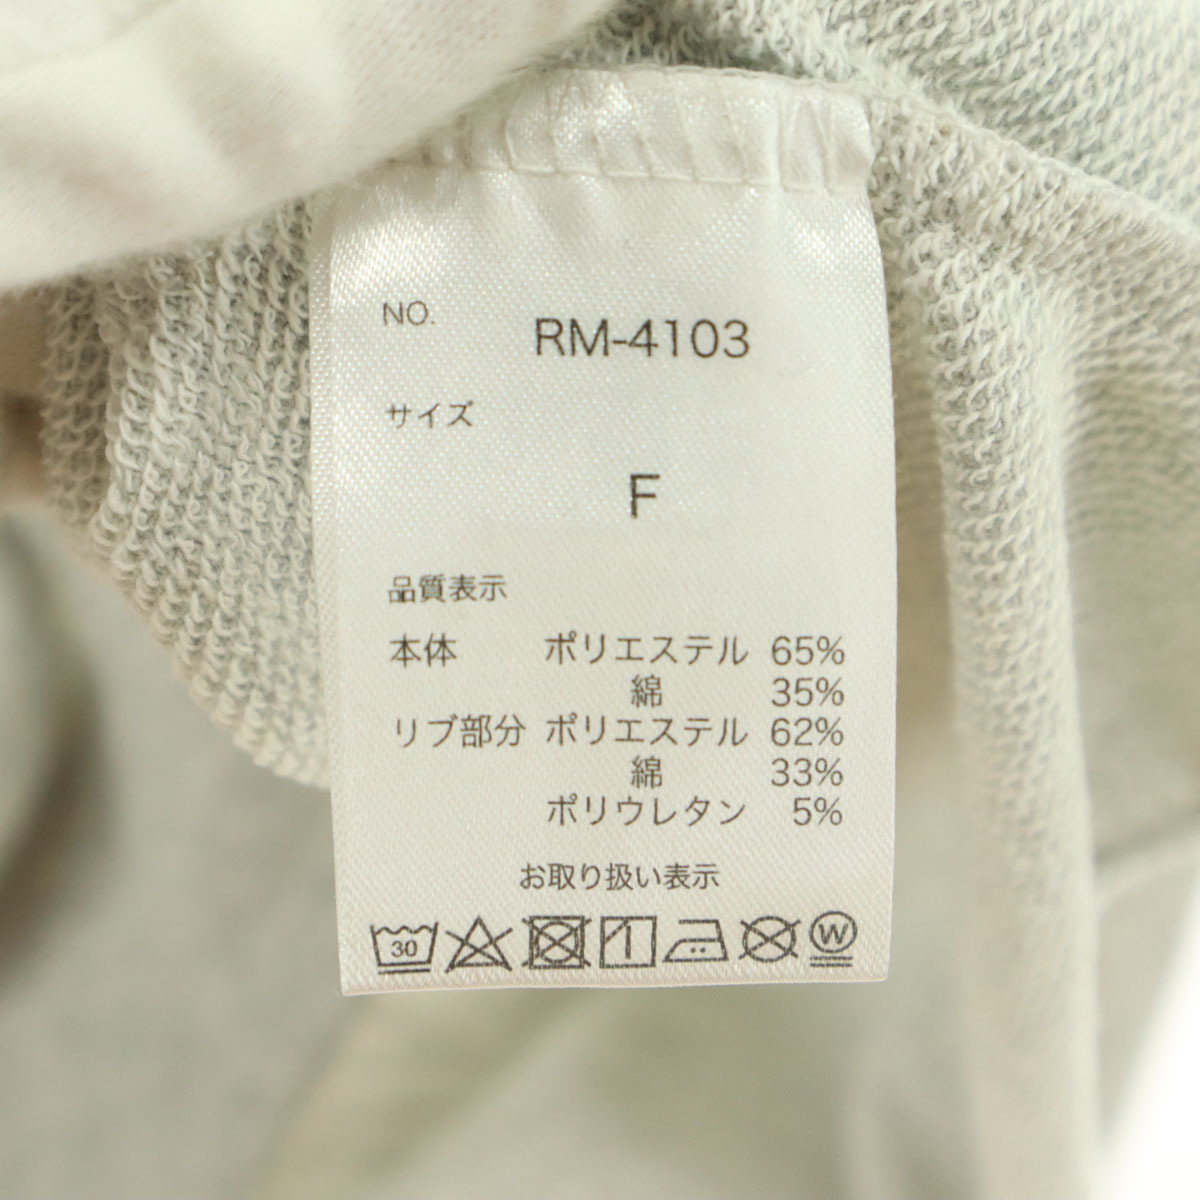 NO.
RM-4103
サイズ
F
品質表示
本体 ポリエステル 65%
綿 35%
リブ部分 ポリエステル 62%
綿 33%
ポリウレタン 5%
お取り扱い表示
30
W